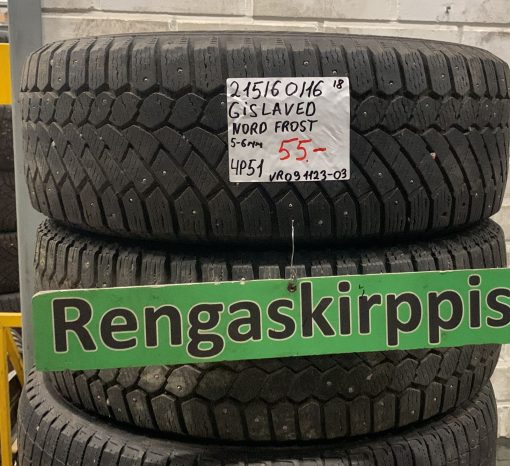 215/60/16 18
GiSLAVED
NORD FROST
5-6mm 55.-
4P51 VR091123-03
Rengaskirppis